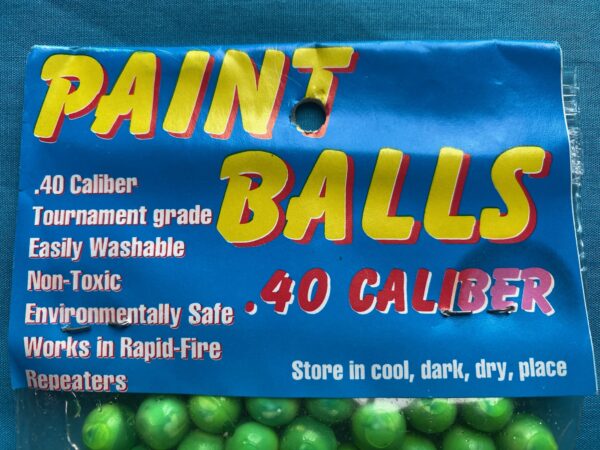 PAINT
BALLS
.40 CALIBER
.40 Caliber
Tournament grade
Easily Washable
Non-Toxic
Environmentally Safe
Works in Rapid-Fire
Repeaters
Store in cool, dark, dry, place